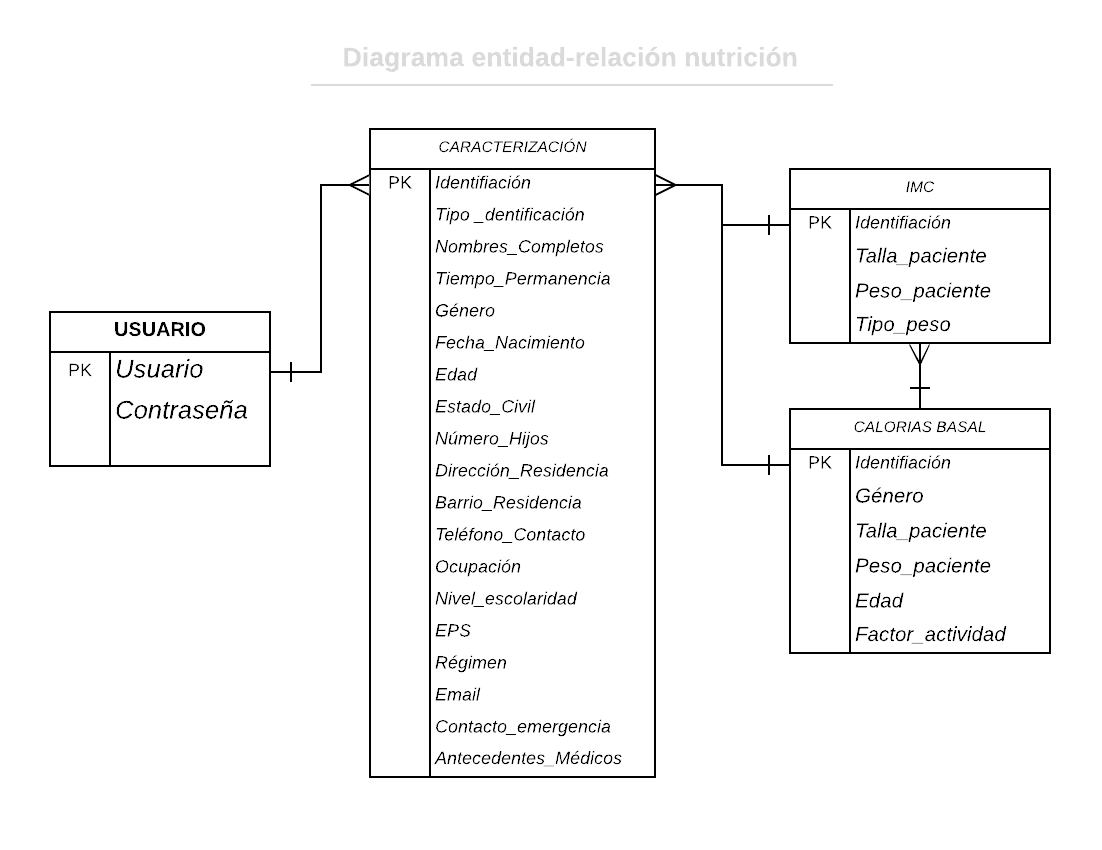 Diagrama entidad-relación nutrición
USUARIO
PK Usuario
Contraseña
CARACTERIZACIÓN
PK Identifiación
Tipo _dentificación
Nombres_Completos
Tiempo_Permanencia
Género
Fecha_Nacimiento
Edad
Estado_Civil
Número_Hijos
Dirección_Residencia
Barrio_Residencia
Teléfono_Contacto
Ocupación
Nivel_escolaridad
EPS
Régimen
Email
Contacto_emergencia
Antecedentes_Médicos
IMC
PK Identifiación
Talla_paciente
Peso_paciente
Tipo_peso
CALORIAS BASAL
PK Identifiación
Género
Talla_paciente
Peso_paciente
Edad
Factor_actividad